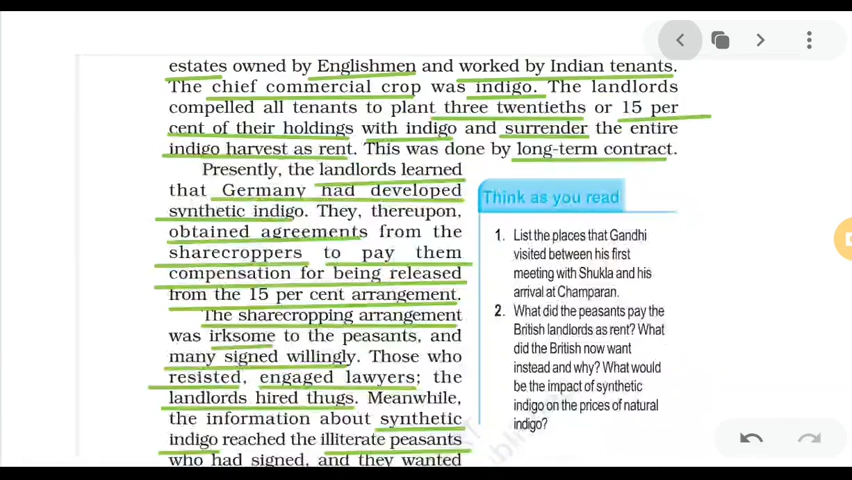 estates owned by Englishmen and worked by Indian tenants.
The chief commercial crop was indigo. The landlords
compelled all tenants to plant three twentieths or 15 per
cent of their holdings with indigo and surrender the entire
indigo harvest as rent. This was done by long-term contract.
Presently, the landlords learned
that Germany had developed
synthetic indigo. They, thereupon,
obtained agreements from the
sharecroppers to pay them
compensation for being released
from the 15 per cent arrangement.
The sharecropping arrangement
was irksome to the peasants, and
many signed willingly. Those who
resisted, engaged lawyers; the
landlords hired thugs. Meanwhile,
the information about synthetic
indigo reached the illiterate peasants
who had signed, and they wanted
Think as you read
1. List the places that Gandhi
visited between his first
meeting with Shukla and his
arrival at Champaran.
2. What did the peasants pay the
British landlords as rent? What
did the British now want
instead and why? What would
be the impact of synthetic
indigo on the prices of natural
indigo?